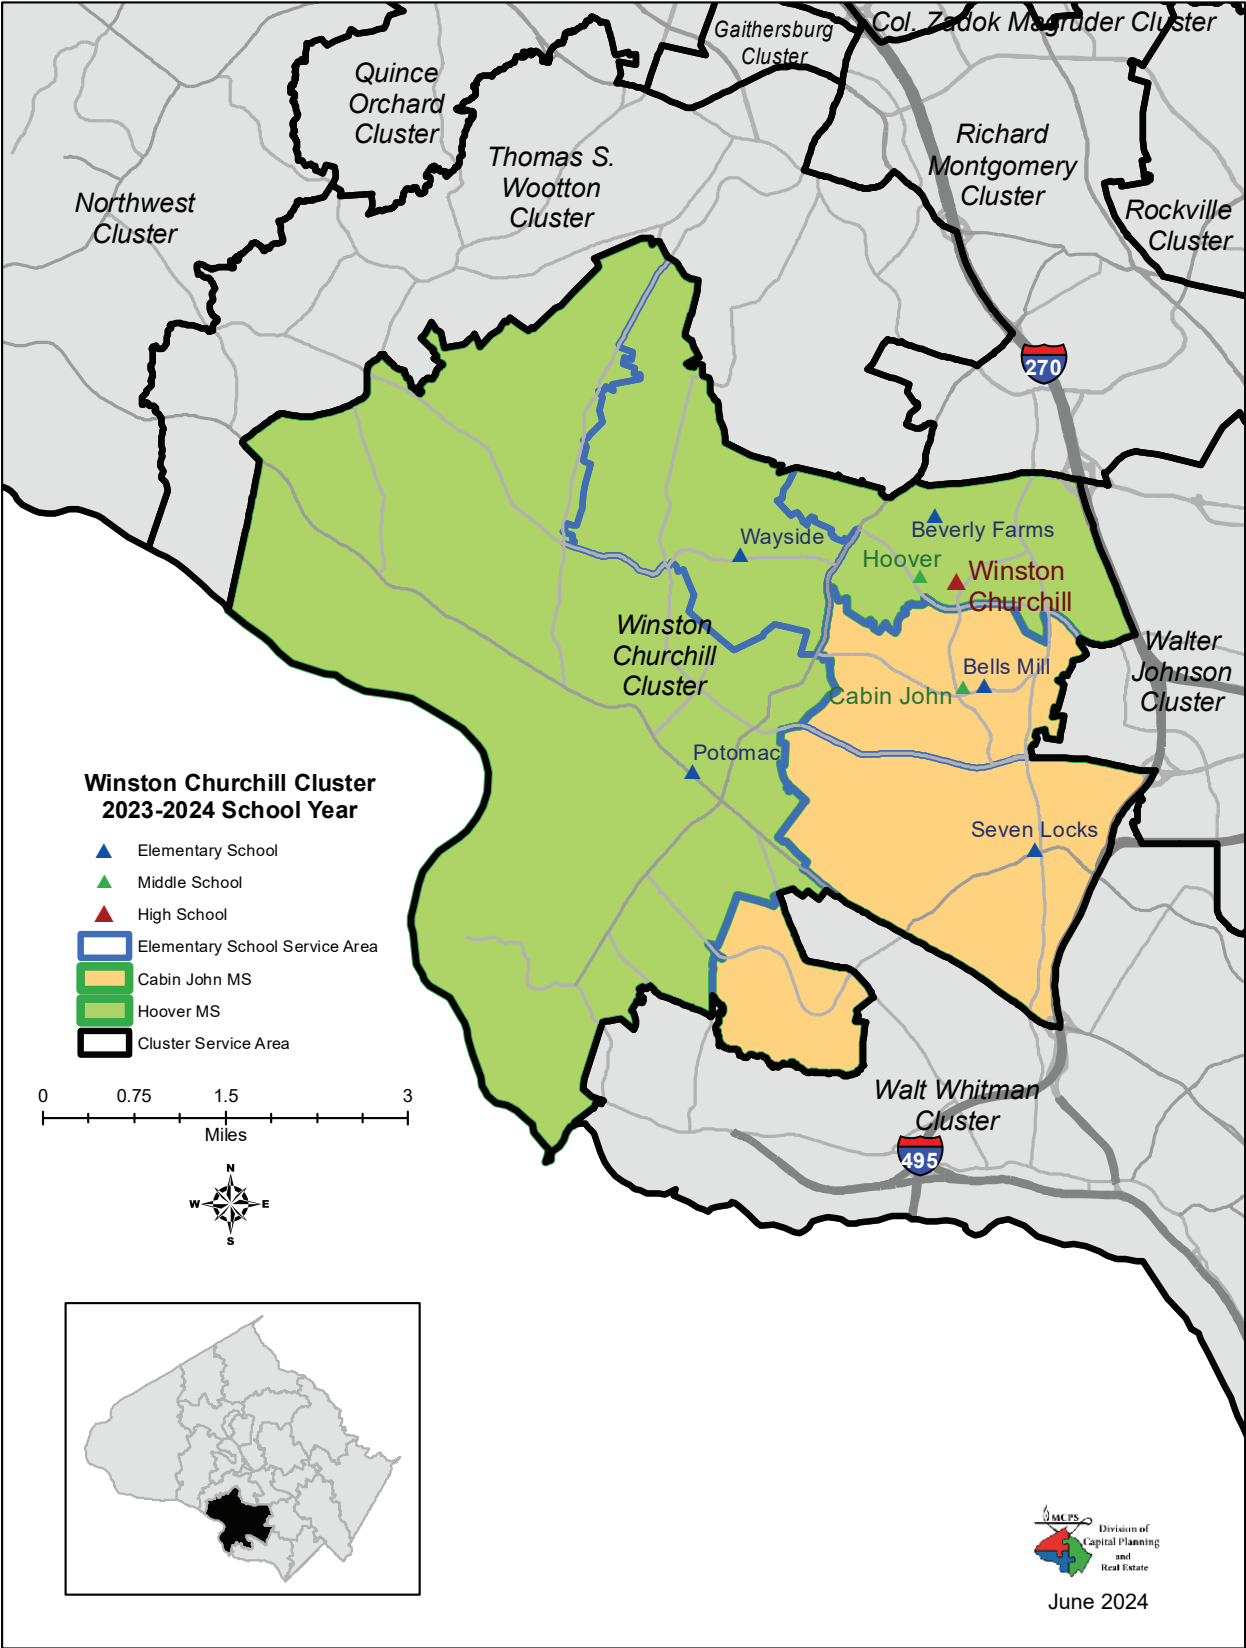 Gaithersburg
Cluster
Col. Zadok Magruder Cluster
Quince
Orchard
Cluster
Thomas S.
Wootton
Cluster
Richard
Montgomery
Cluster
Northwest
Cluster
Rockville
Cluster
270
Wayside
Beverly Farms
Hoover
Winston
Churchill
Winston
Churchill
Cluster
Walter
Johnson
Cluster
Bells Mill
Cabin John
Potomac
Seven Locks
Winston Churchill Cluster
2023-2024 School Year
Elementary School
Middle School
High School
Elementary School Service Area
Cabin John MS
Hoover MS
Cluster Service Area
0 0.75 1.5 3
Miles
Walt Whitman
Cluster
495
N
W E
S
MCPS
Division of
Capital Planning
and
Real Estate
June 2024